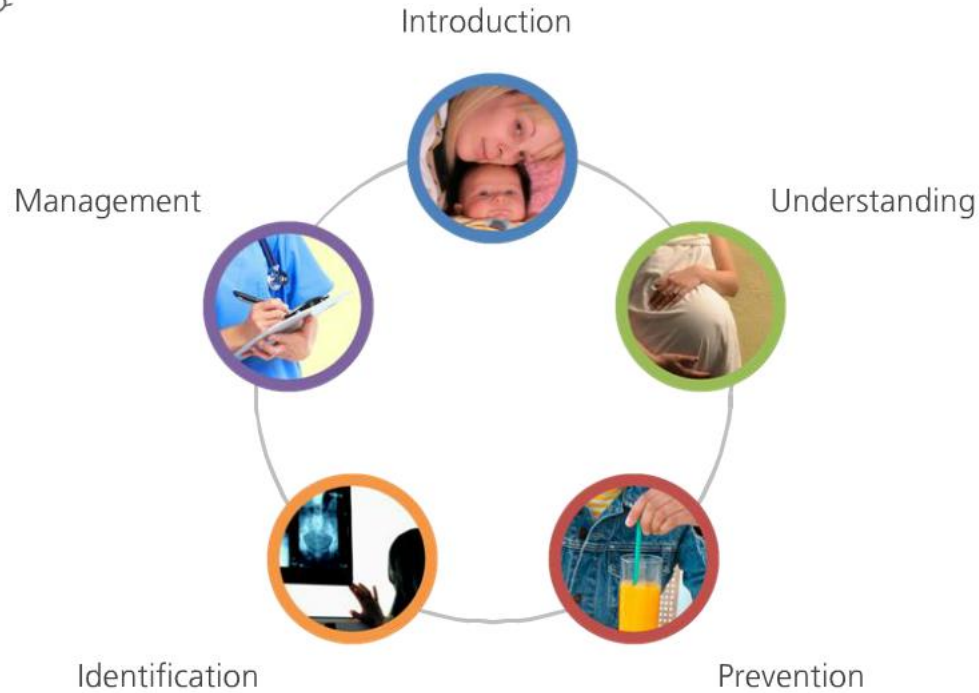 Introduction
Management
Understanding
Identification
Prevention